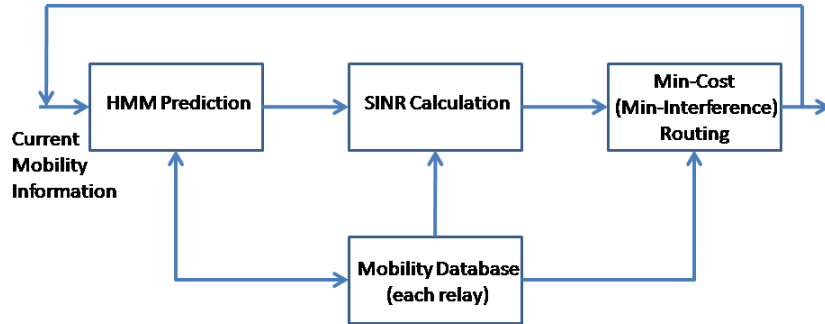 HMM Prediction
SINR Calculation
Min-Cost
(Min-Interference)
Routing
Current
Mobility
Information
Mobility Database
(each relay)